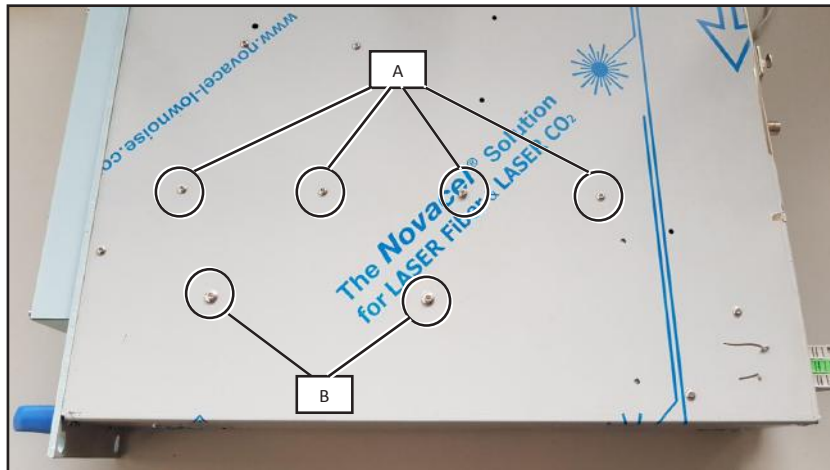 www.novacel-lownoise.co
A
The Novacel® Solution
for LASER Fiber & LASER CO₂
B